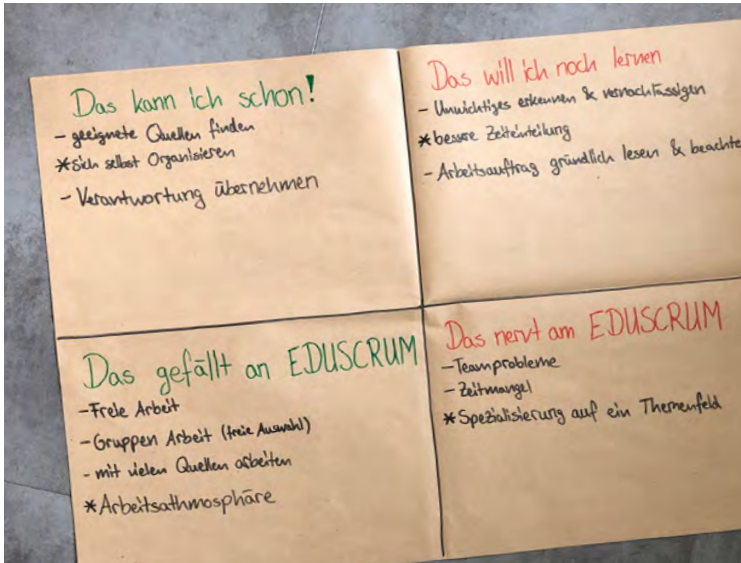 Das kann ich schon!
- geeignete Quellen finden
* sich selbst Organisieren
- Verantwortung übernehmen
Das will ich noch lernen
- Unwichtiges erkennen & vernachlässigen
* bessere Zeiteinteilung
- Arbeitsauftrag gründlich lesen & beachte
Das gefällt an EDUSCRUM
- Freie Arbeit
- Gruppen Arbeit (freie Auswahl)
- mit vielen Quellen arbeiten
* Arbeitsathmosphäre
Das nervt am EDUSCRUM
- Teamprobleme
- Zeitmangel
* Spezialisierung auf ein Themenfeld